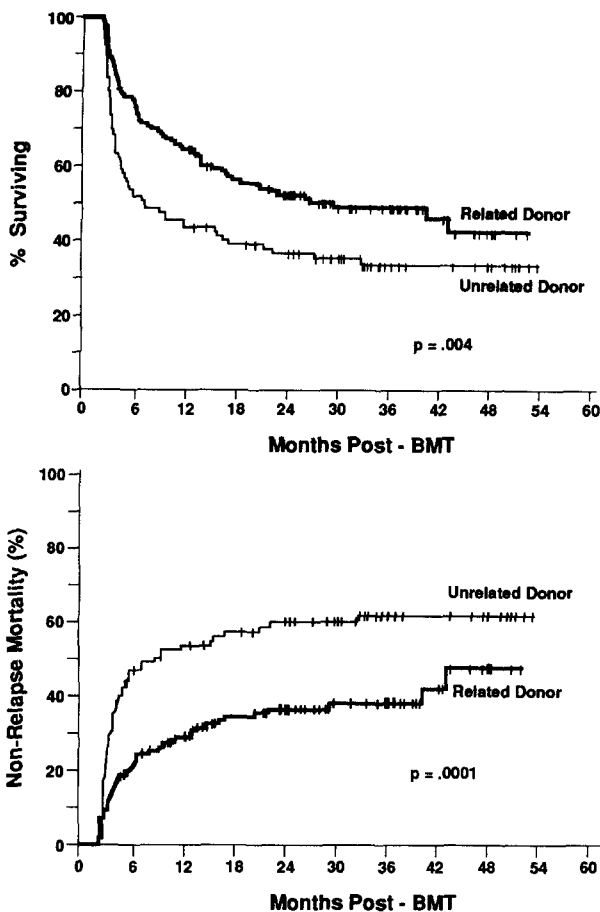 % Surviving
100
80
60
40
20
0
Related Donor
Unrelated Donor
p = .004
0 6 12 18 24 30 36 42 48 54 60
Months Post - BMT
Non-Relapse Mortality (%)
100
80
60
40
20
0
Unrelated Donor
Related Donor
p = .0001
0 6 12 18 24 30 36 42 48 54 60
Months Post - BMT